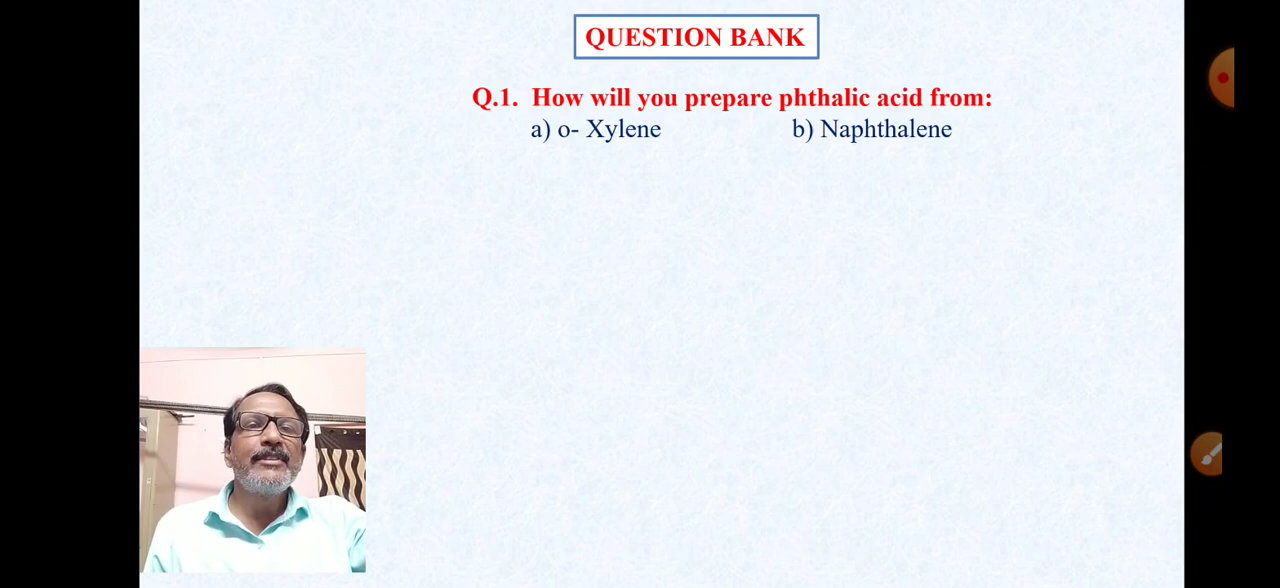 QUESTION BANK
Q.1. How will you prepare phthalic acid from:
a) o- Xylene b) Naphthalene